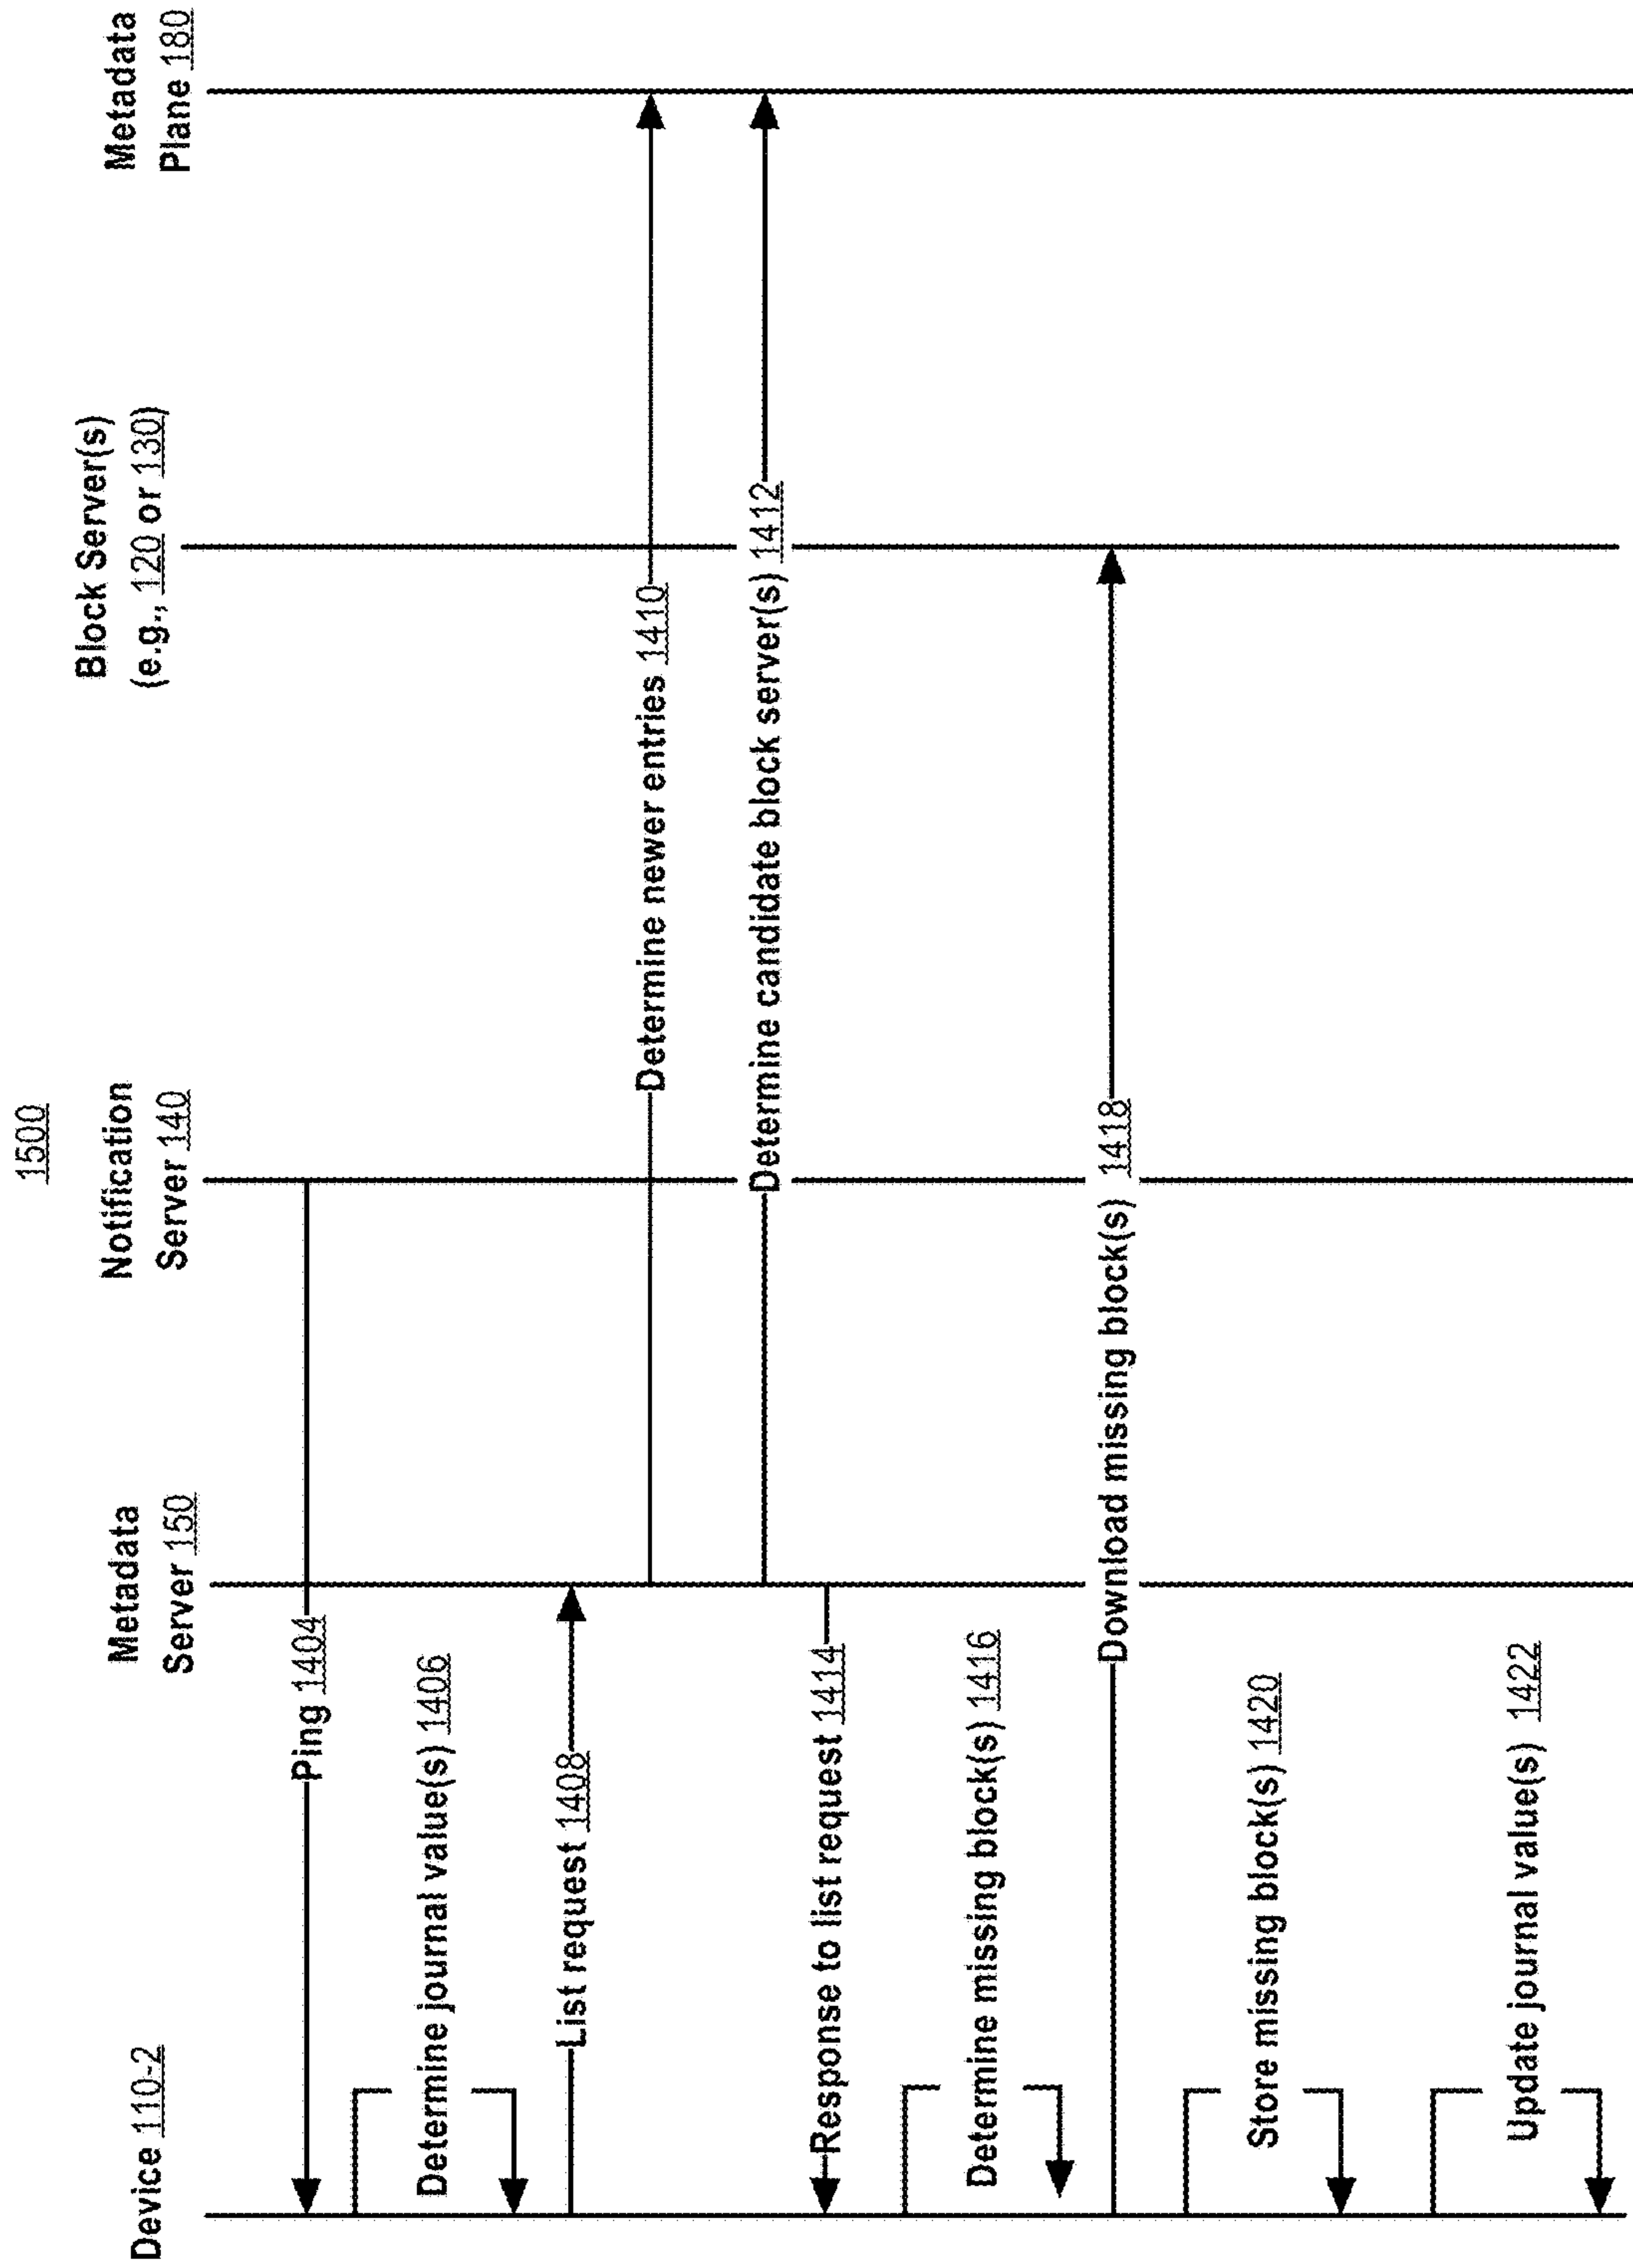 1500
Device 110-2
Metadata
Server 150
Notification
Server 140
Block Server(s)
(e.g., 120 or 130)
Metadata
Plane 180
Ping 1404
Determine journal value(s) 1406
List request 1408
Determine newer entries 1410
Determine candidate block server(s) 1412
Response to list request 1414
Determine missing block(s) 1416
Download missing block(s) 1418
Store missing block(s) 1420
Update journal value(s) 1422